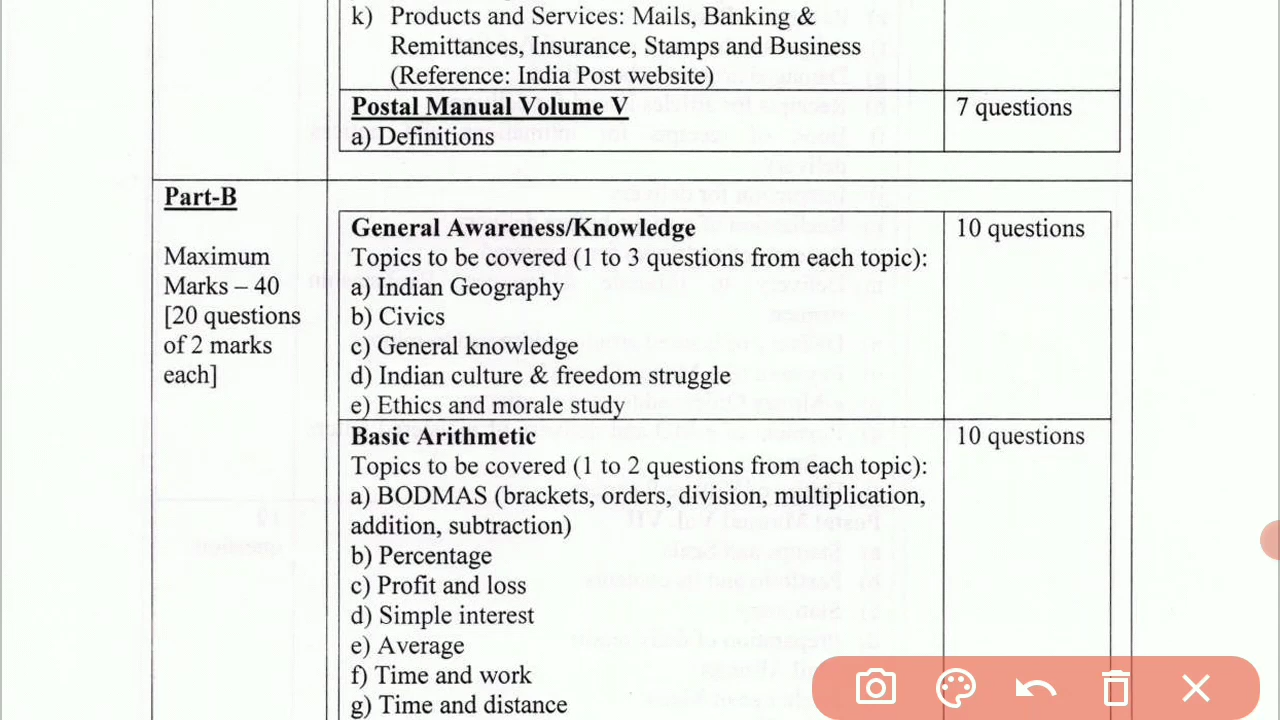 k) Products and Services: Mails, Banking &
Remittances, Insurance, Stamps and Business
(Reference: India Post website)
Postal Manual Volume V
7 questions
a) Definitions
Part-B
Maximum
Marks – 40
[20 questions
of 2 marks
each]
General Awareness/Knowledge
10 questions
Topics to be covered (1 to 3 questions from each topic):
a) Indian Geography
b) Civics
c) General knowledge
d) Indian culture & freedom struggle
e) Ethics and morale study
Basic Arithmetic
10 questions
Topics to be covered (1 to 2 questions from each topic):
a) BODMAS (brackets, orders, division, multiplication,
addition, subtraction)
b) Percentage
c) Profit and loss
d) Simple interest
e) Average
f) Time and work
g) Time and distance